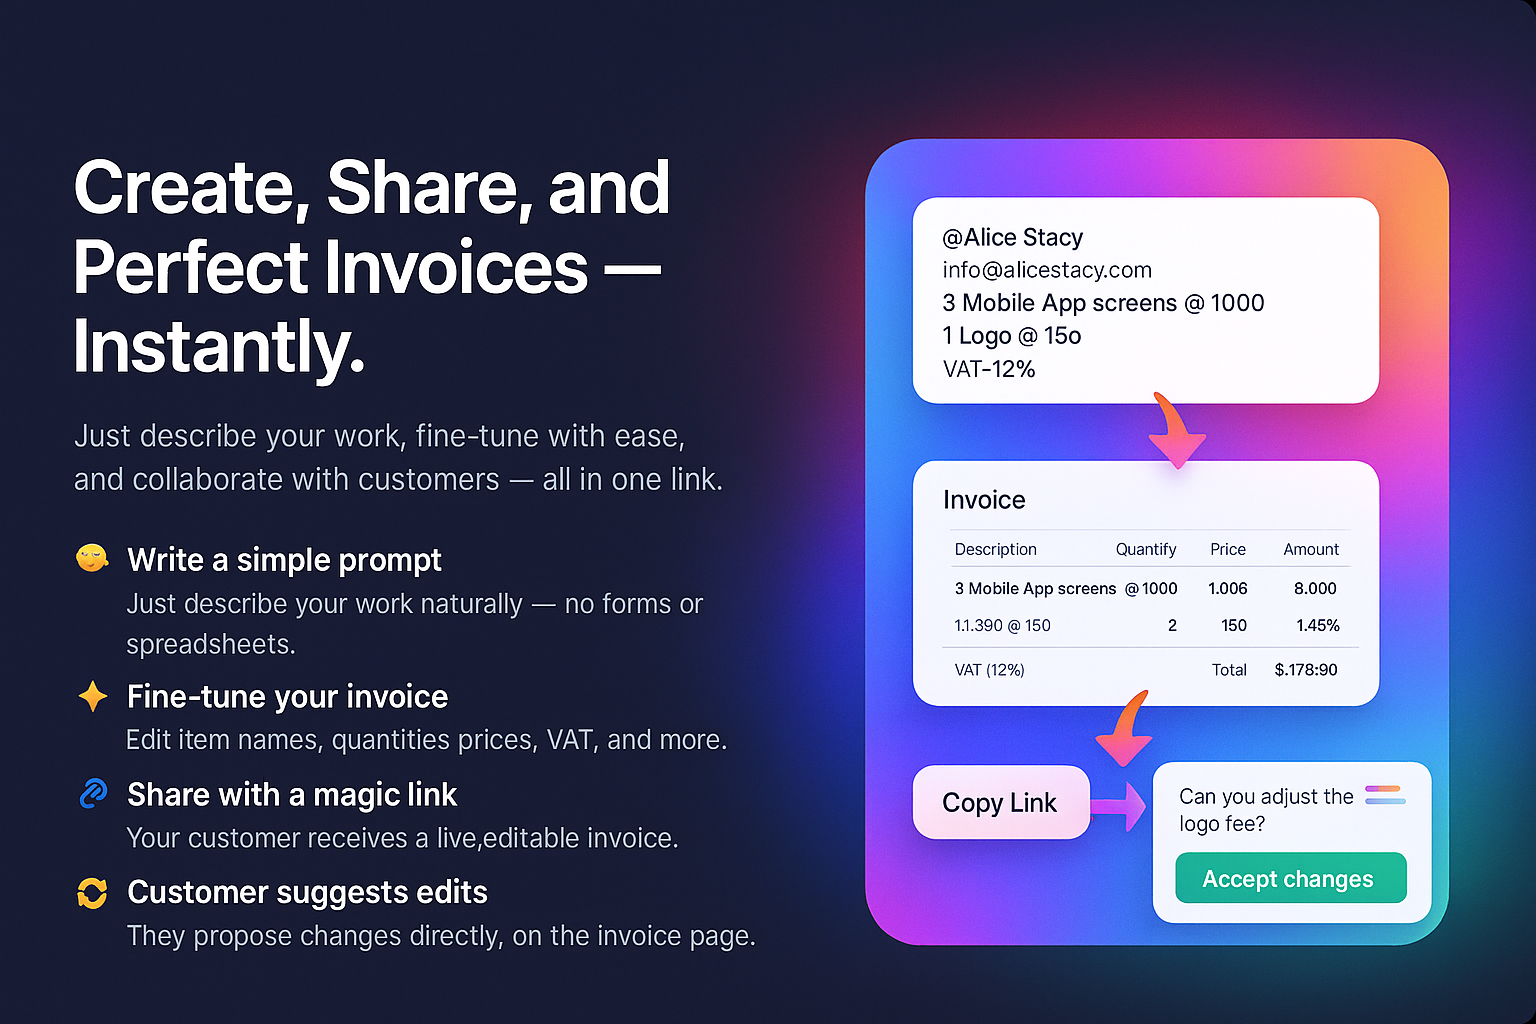 Create, Share, and
Perfect Invoices —
Instantly.
Just describe your work, fine-tune with ease,
and collaborate with customers — all in one link.
Write a simple prompt
Just describe your work naturally — no forms or
spreadsheets.
Fine-tune your invoice
Edit item names, quantities prices, VAT, and more.
Share with a magic link
Your customer receives a live,editable invoice.
Customer suggests edits
They propose changes directly, on the invoice page.
@Alice Stacy
info@alicestacy.com
3 Mobile App screens @ 1000
1 Logo @ 15o
VAT-12%
Invoice
Description Quantify Price Amount
3 Mobile App screens @1000 1.006 8.000
1.1.390 @ 150 2 150 1.45%
VAT (12%) Total $.178:90
Copy Link
Can you adjust the
logo fee?
Accept changes